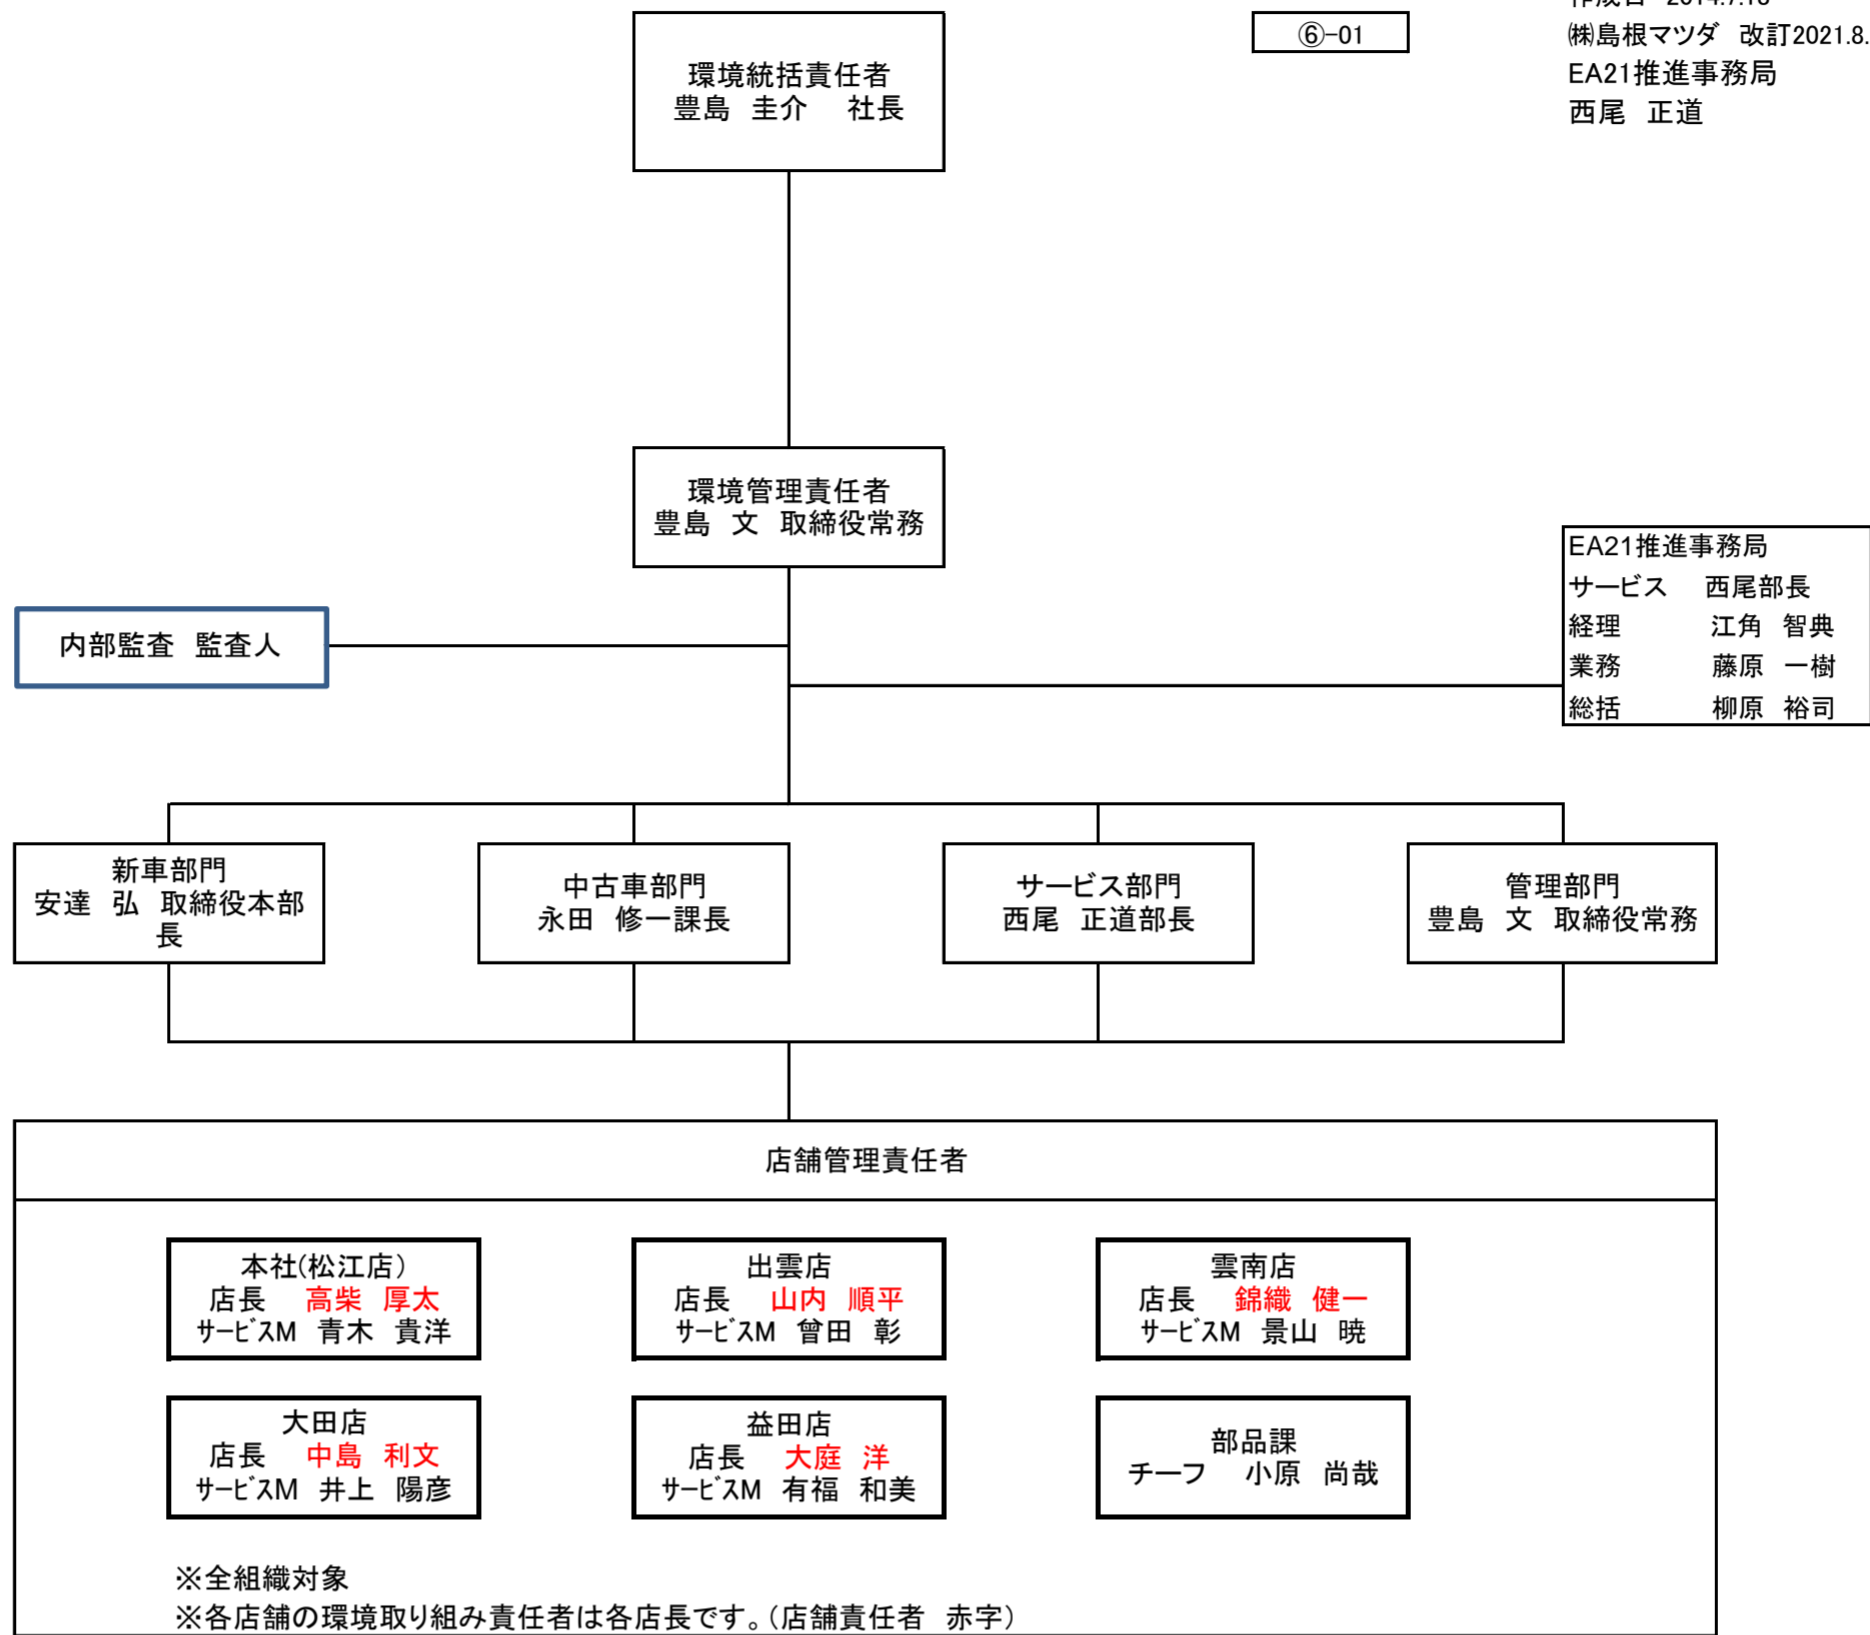 ⑥-01
㈱島根マツダ 改訂2021.8.
EA21推進事務局
西尾 正道
環境統括責任者
豊島 圭介 社長
環境管理責任者
豊島 文 取締役常務
EA21推進事務局
サービス 西尾部長
経理 江角 智典
業務 藤原 一樹
総括 柳原 裕司
内部監査 監査人
新車部門
安達 弘 取締役本部
長
中古車部門
永田 修一課長
サービス部門
西尾 正道部長
管理部門
豊島 文 取締役常務
店舗管理責任者
本社(松江店)
店長 高柴 厚太
ｻｰﾋﾞｽM 青木 貴洋
出雲店
店長 山内 順平
ｻｰﾋﾞｽM 曾田 彰
雲南店
店長 錦織 健一
ｻｰﾋﾞｽM 景山 暁
大田店
店長 中島 利文
ｻｰﾋﾞｽM 井上 陽彦
益田店
店長 大庭 洋
ｻｰﾋﾞｽM 有福 和美
部品課
チーフ 小原 尚哉
※全組織対象
※各店舗の環境取り組み責任者は各店長です。(店舗責任者 赤字)